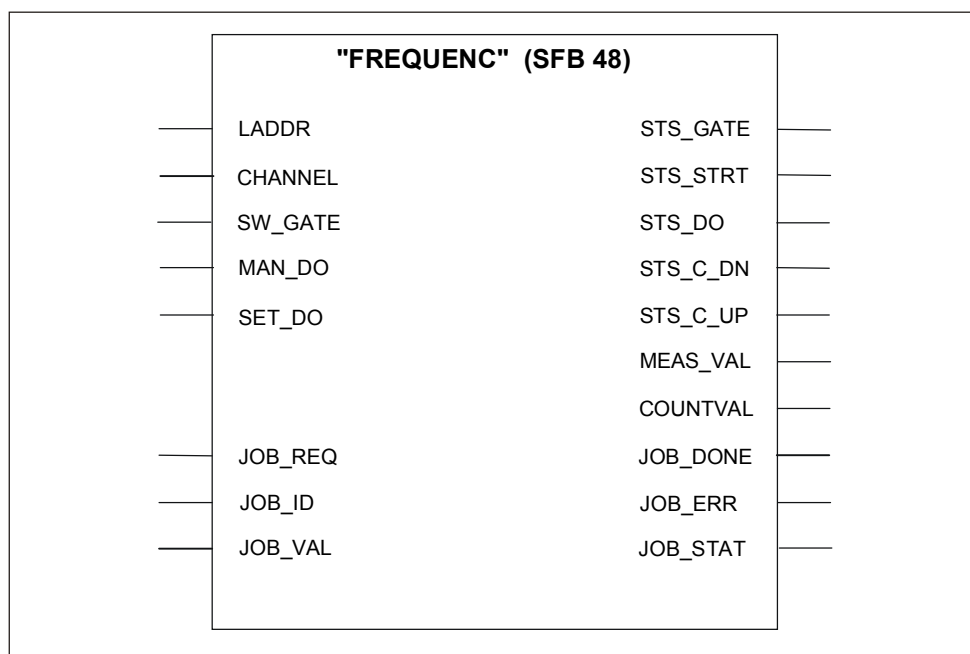 "FREQUENC" (SFB 48)
LADDR STS_GATE
CHANNEL STS_STRT
SW_GATE STS_DO
MAN_DO STS_C_DN
SET_DO STS_C_UP
MEAS_VAL
COUNTVAL
JOB_REQ JOB_DONE
JOB_ID JOB_ERR
JOB_VAL JOB_STAT